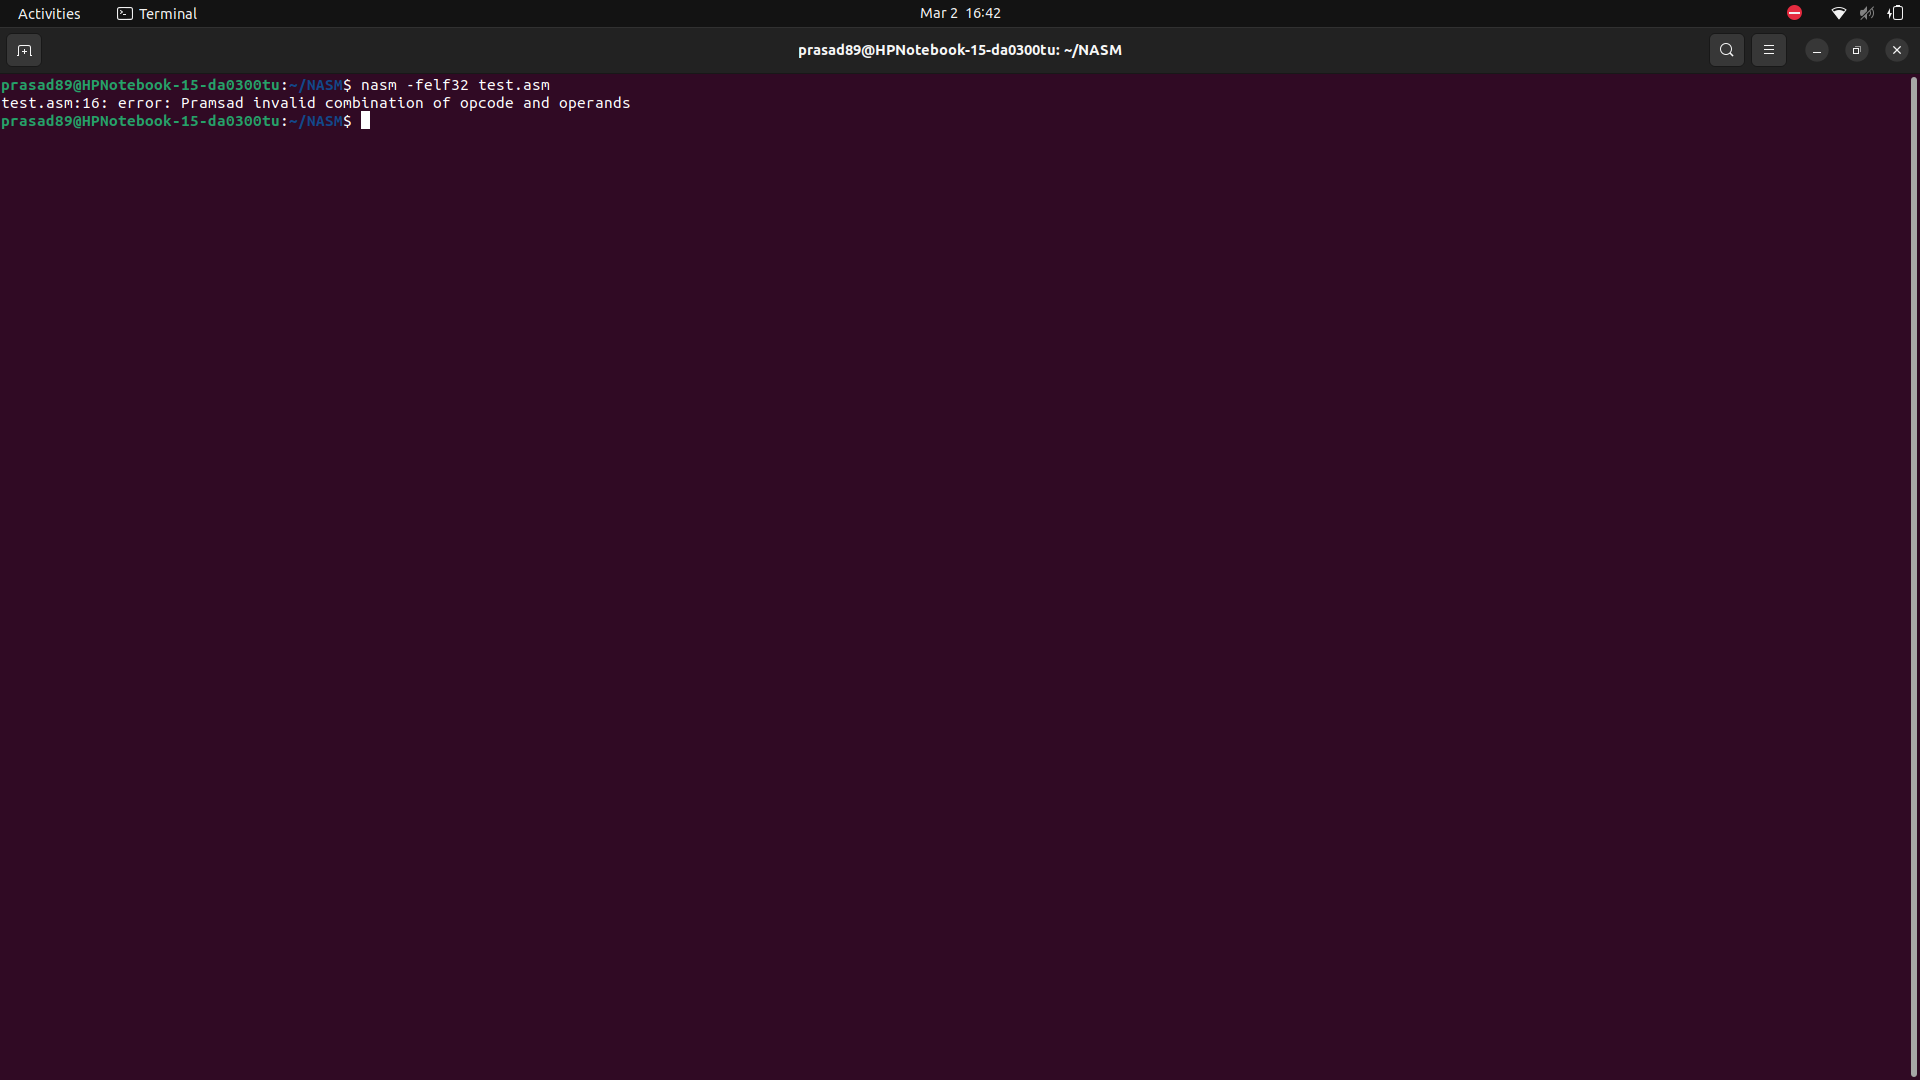 Activities Terminal Mar 2 16:42
prasad89@HPNotebook-15-da0300tu: ~/NASM
prasad89@HPNotebook-15-da0300tu:~/NASM$ nasm -felf32 test.asm
test.asm:16: error: Pramsad invalid combination of opcode and operands
prasad89@HPNotebook-15-da0300tu:~/NASM$